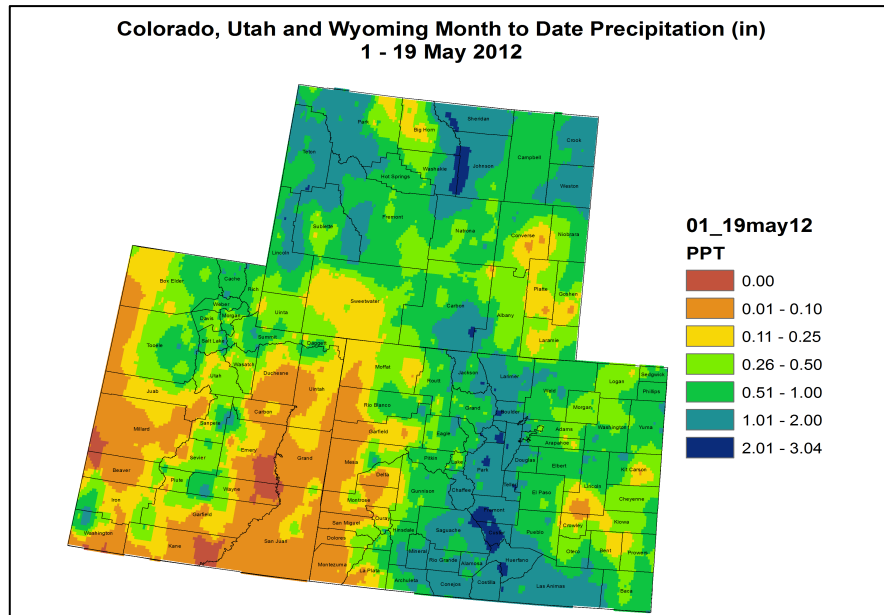 Colorado, Utah and Wyoming Month to Date Precipitation (in)
1 - 19 May 2012
Park
Big Horn
Sheridan
Crook
Campbell
Teton
Washakie
Johnson
Hot Springs
Weston
Fremont
Sublette
Natrona
Converse
Niobrara
Lincoln
Box Elder
Cache
Rich
Sweetwater
Carbon
Platte
Goshen
Uinta
Albany
Weber
Morgan
Davis
Laramie
Tooele
Salt Lake
Summit
Daggett
Wasatch
Utah
Duchesne
Uintah
Moffat
Routt
Jackson
Larimer
Weld
Logan
Sedgwick
Phillips
Juab
Carbon
Rio Blanco
Grand
Boulder
Morgan
Millard
Sanpete
Garfield
Eagle
Adams
Washington
Yuma
Arapahoe
Emery
Grand
Mesa
Pitkin
Lake
Park
Douglas
Elbert
Kit Carson
Sevier
Beaver
Piute
Wayne
Delta
Gunnison
Chaffee
Teller
El Paso
Lincoln
Cheyenne
Iron
Garfield
Montrose
Ouray
Fremont
Crowley
Kiowa
San Miguel
Hinsdale
Saguache
Custer
Pueblo
Washington
Kane
San Juan
Dolores
Mineral
Otero
Bent
Prowers
Montezuma
La Plata
Rio Grande
Alamosa
Huerfano
Archuleta
Conejos
Costilla
Las Animas
Baca
01_19may12
PPT
0.00
0.01 - 0.10
0.11 - 0.25
0.26 - 0.50
0.51 - 1.00
1.01 - 2.00
2.01 - 3.04